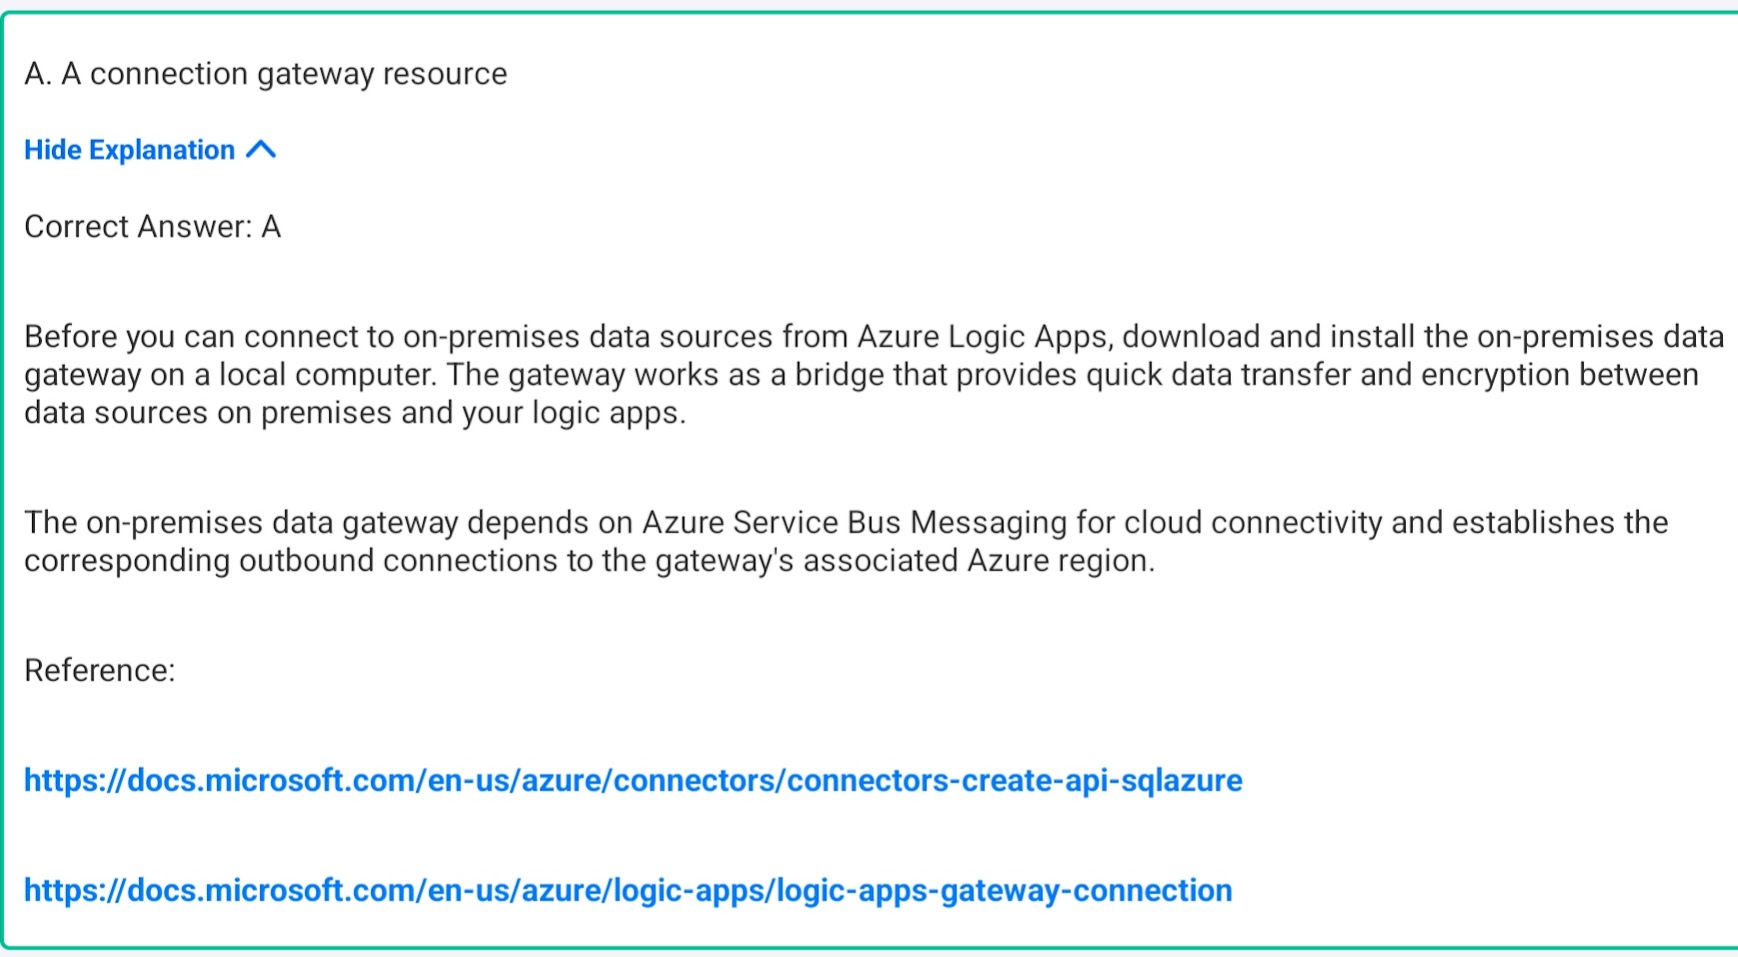 A. A connection gateway resource
Hide Explanation
Correct Answer: A
Before you can connect to on-premises data sources from Azure Logic Apps, download and install the on-premises data
gateway on a local computer. The gateway works as a bridge that provides quick data transfer and encryption between
data sources on premises and your logic apps.
The on-premises data gateway depends on Azure Service Bus Messaging for cloud connectivity and establishes the
corresponding outbound connections to the gateway's associated Azure region.
Reference:
https://docs.microsoft.com/en-us/azure/connectors/connectors-create-api-sqlazure
https://docs.microsoft.com/en-us/azure/logic-apps/logic-apps-gateway-connection